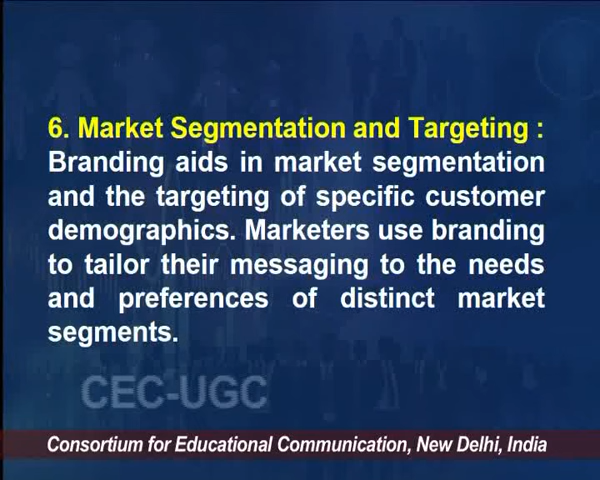 6. Market Segmentation and Targeting :
Branding aids in market segmentation
and the targeting of specific customer
demographics. Marketers use branding
to tailor their messaging to the needs
and preferences of distinct market
segments.
CEC-UGC
Consortium for Educational Communication, New Delhi, India